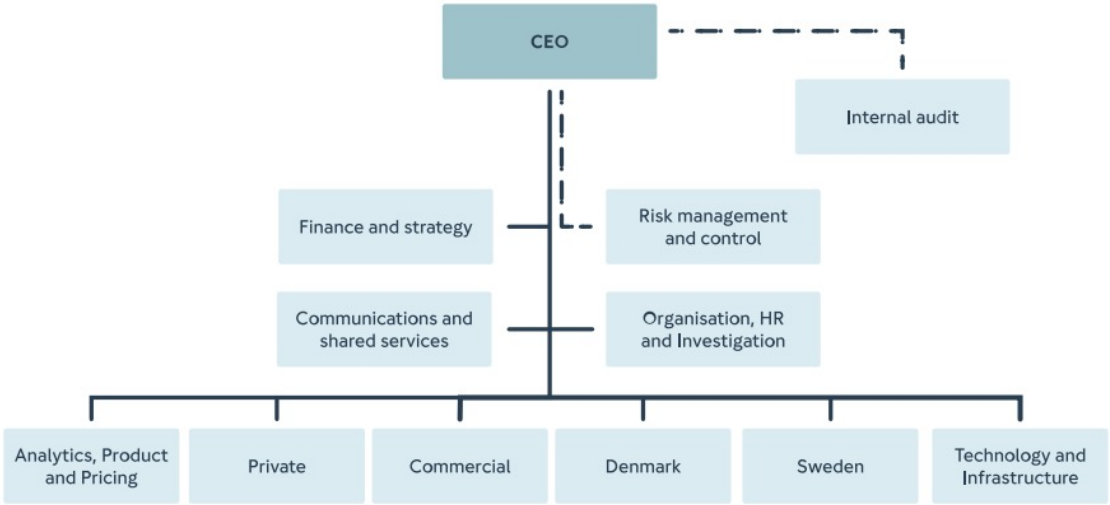 CEO
Internal audit
Finance and strategy
Risk management
and control
Communications and
shared services
Organisation, HR
and Investigation
Analytics, Product
and Pricing
Private
Commercial
Denmark
Sweden
Technology and
Infrastructure